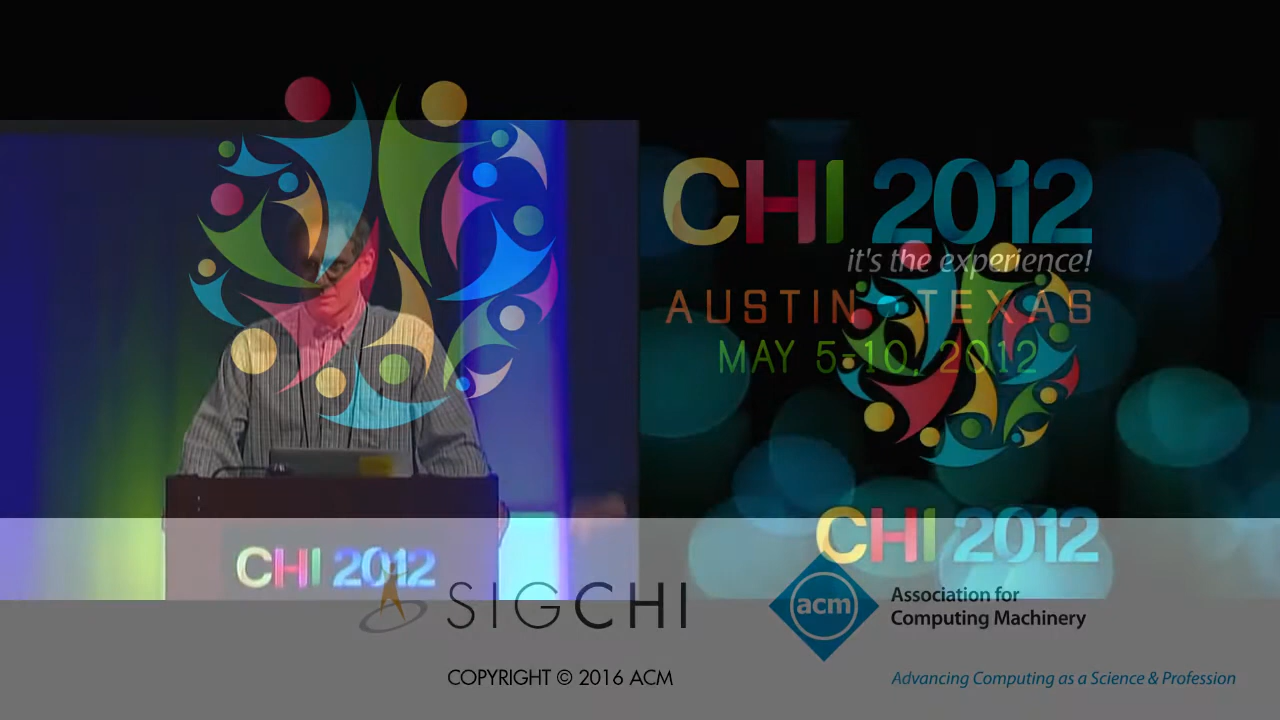 CHI 2012
it's the experience!
AUSTIN • TEXAS
MAY 5-10, 2012
CHI 2012
CHI 2012
SIGCHI
acm
Association for
Computing Machinery
COPYRIGHT © 2016 ACM
Advancing Computing as a Science & Profession